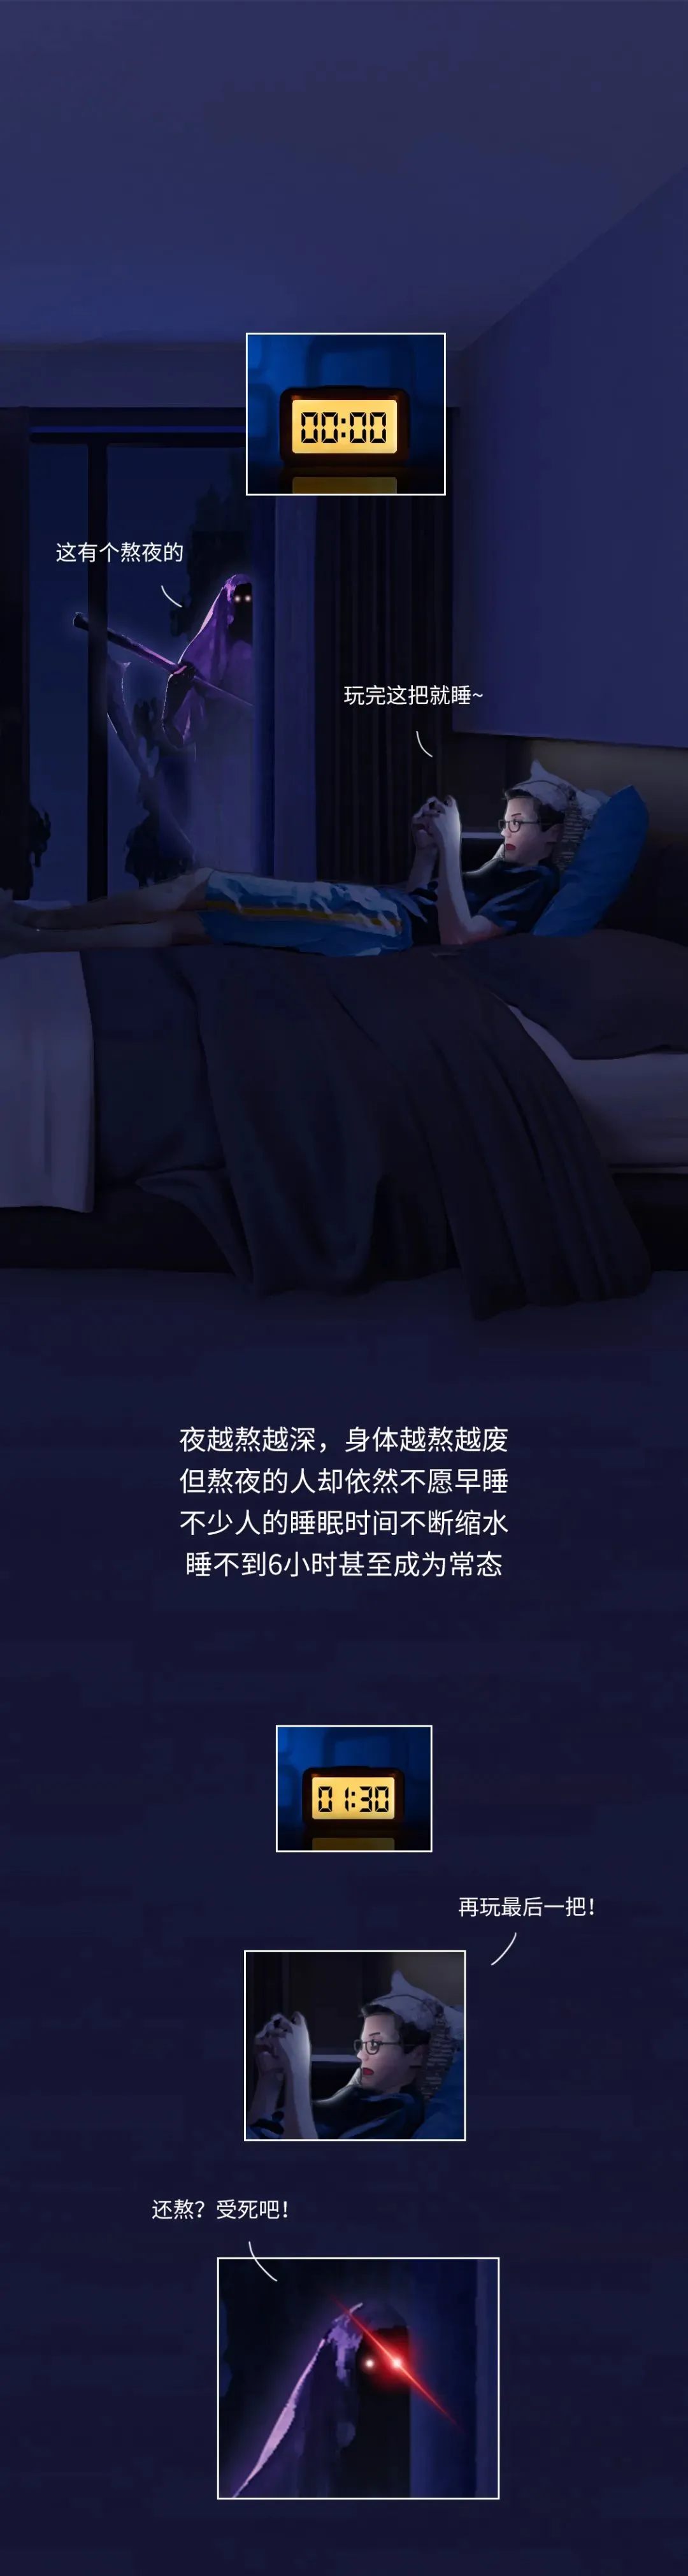 00:00
这有个熬夜的
玩完这把就睡~
夜越熬越深，身体越熬越废
但熬夜的人却依然不愿早睡
不少人的睡眠时间不断缩水
睡不到6小时甚至成为常态
01:30
再玩最后一把！
还熬？受死吧！